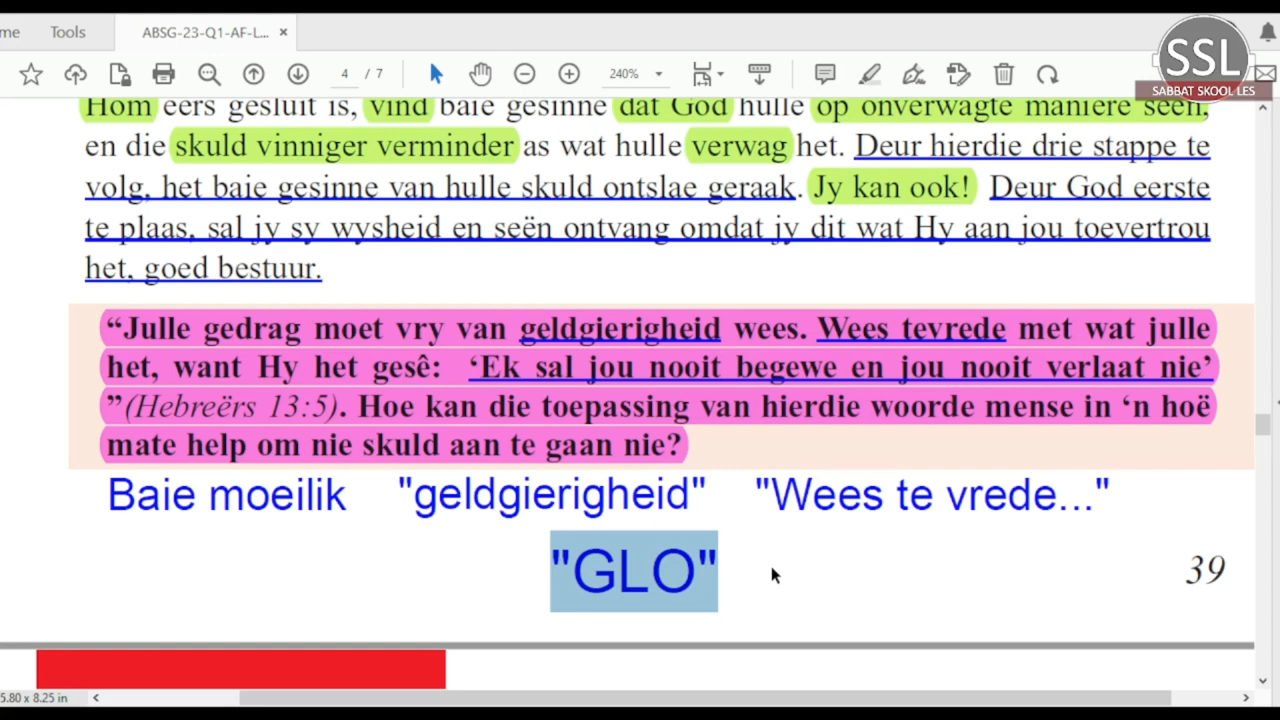 me Tools ABSG-23-Q1-AF-L... ×
SSL
SABBAT SKOOL LES
4 / 7 240%
Hom eers gesluit is, vind baie gesinne dat God hulle op onverwagte maniere seën,
en die skuld vinniger verminder as wat hulle verwag het. Deur hierdie drie stappe te
volg, het baie gesinne van hulle skuld ontslae geraak. Jy kan ook! Deur God eerste
te plaas, sal jy sy wysheid en seën ontvang omdat jy dit wat Hy aan jou toevertrou
het, goed bestuur.
“Julle gedrag moet vry van geldgierigheid wees. Wees tevrede met wat julle
het, want Hy het gesê: ‘Ek sal jou nooit begewe en jou nooit verlaat nie’
”(Hebreërs 13:5). Hoe kan die toepassing van hierdie woorde mense in ‘n hoë
mate help om nie skuld aan te gaan nie?
Baie moeilik "geldgierigheid" "Wees te vrede..."
"GLO"
39
5.80 x 8.25 in